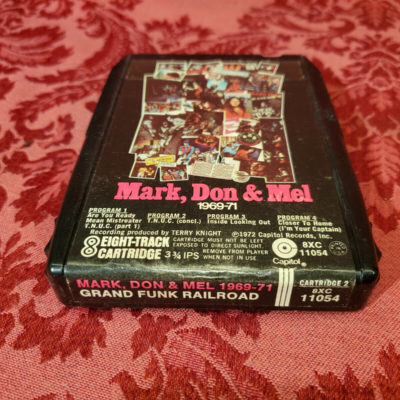 Mark, Don & Mel
1969-71
PROGRAM 1
Are You Ready
Mean Mistreater
T.N.U.C. (part 1)
PROGRAM 2
T.N.U.C. (concl.)
PROGRAM 3
Inside Looking Out
PROGRAM 4
Closer To Home
(I'm Your Captain)
Recording produced by TERRY KNIGHT
℗1972 Capitol Records, Inc.
8 EIGHT-TRACK
CARTRIDGE 3¾ IPS
CARTRIDGE MUST NOT BE LEFT
EXPOSED TO DIRECT SUNLIGHT.
REMOVE FROM PLAYER
WHEN NOT IN USE
Capitol
8XC
11054
MARK, DON & MEL 1969-71
GRAND FUNK RAILROAD
CARTRIDGE 2
8XC
11054